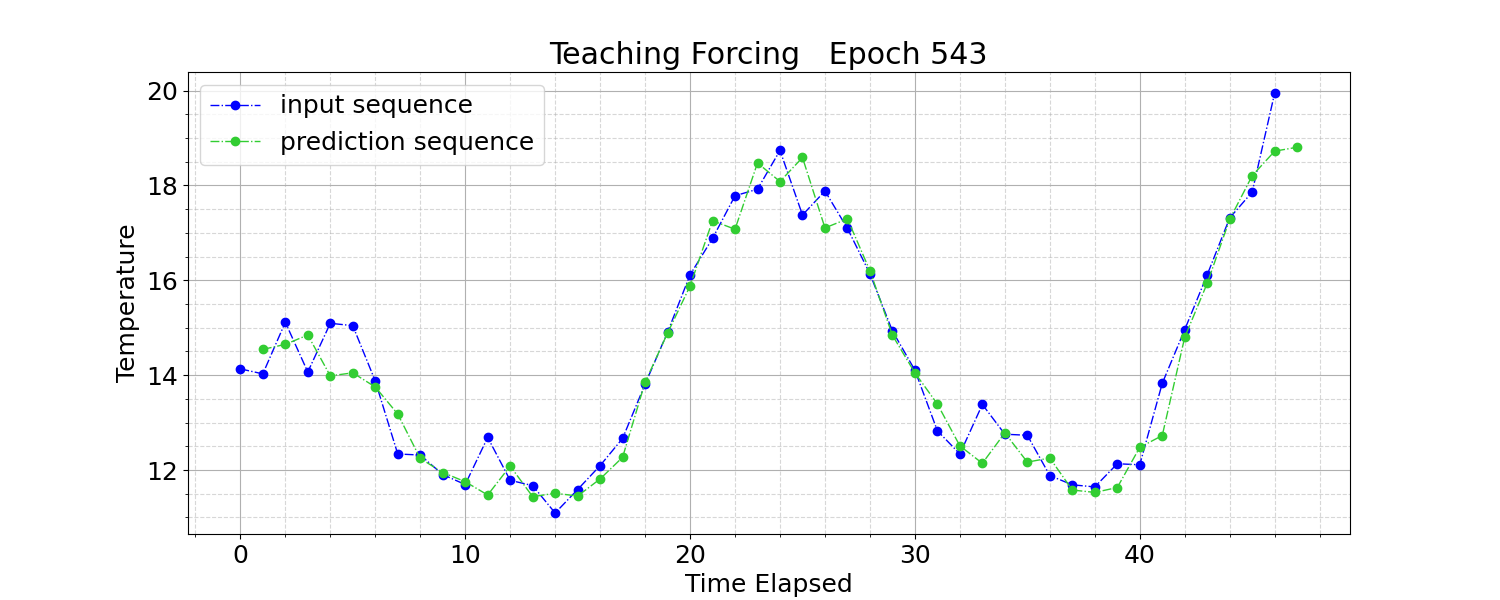 Teaching Forcing   Epoch 543
input sequence
prediction sequence
Temperature
20
18
16
14
12
0 10 20 30 40
Time Elapsed